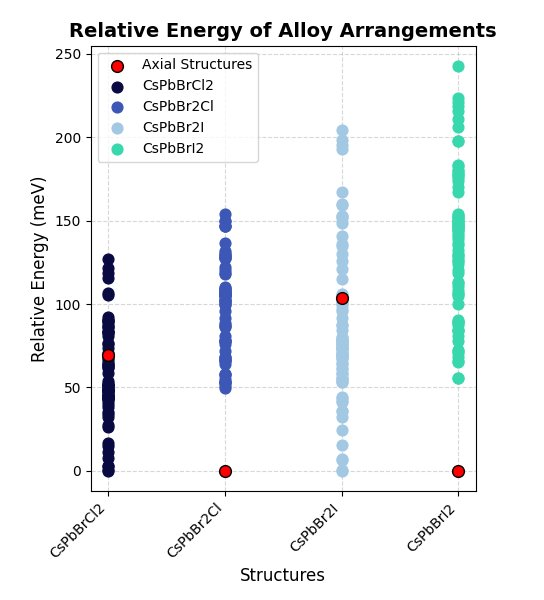 Relative Energy of Alloy Arrangements
Axial Structures
CsPbBrCl2
CsPbBr2Cl
CsPbBr2I
CsPbBrI2
250
200
150
100
50
0
Relative Energy (meV)
CsPbBrCl2
CsPbBr2Cl
CsPbBr2I
CsPbBrI2
Structures